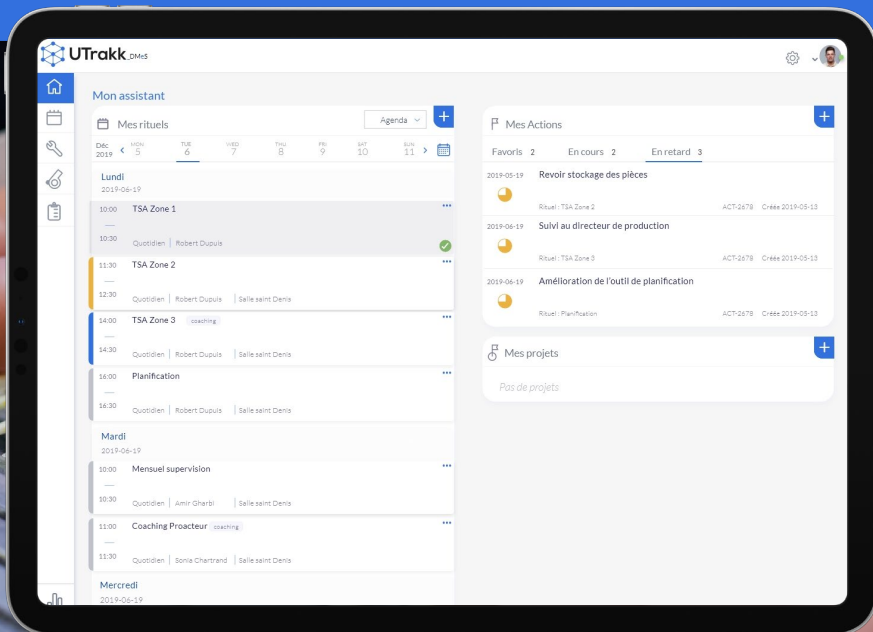 UTrakk DMeS
Mon assistant
Mes rituels
Agenda
Déc
2019
MON
5
TUE
6
WED
7
THU
8
FRI
9
SAT
10
SUN
11
Lundi
2019-06-19
10:00 TSA Zone 1
10:30 Quotidien | Robert Dupuis
11:30 TSA Zone 2
12:30 Quotidien | Robert Dupuis | Salle saint Denis
14:00 TSA Zone 3 coaching
14:30 Quotidien | Robert Dupuis | Salle saint Denis
16:00 Planification
16:30 Quotidien | Robert Dupuis | Salle saint Denis
Mardi
2019-06-19
10:00 Mensuel supervision
10:30 Quotidien | Amir Gharbi | Salle saint Denis
11:00 Coaching Proacteur coaching
11:30 Quotidien | Sonia Chartrand | Salle saint Denis
Mercredi
2019-06-19
Mes Actions
Favoris 2 En cours 2 En retard 3
2019-05-19 Revoir stockage des pièces
Rituel : TSA Zone 2 ACT-2678 Créée 2019-05-13
2019-06-19 Suivi au directeur de production
Rituel : TSA Zone 3 ACT-2678 Créée 2019-05-13
2019-06-19 Amélioration de l'outil de planification
Rituel : Planification ACT-2678 Créée 2019-05-13
Mes projets
Pas de projets